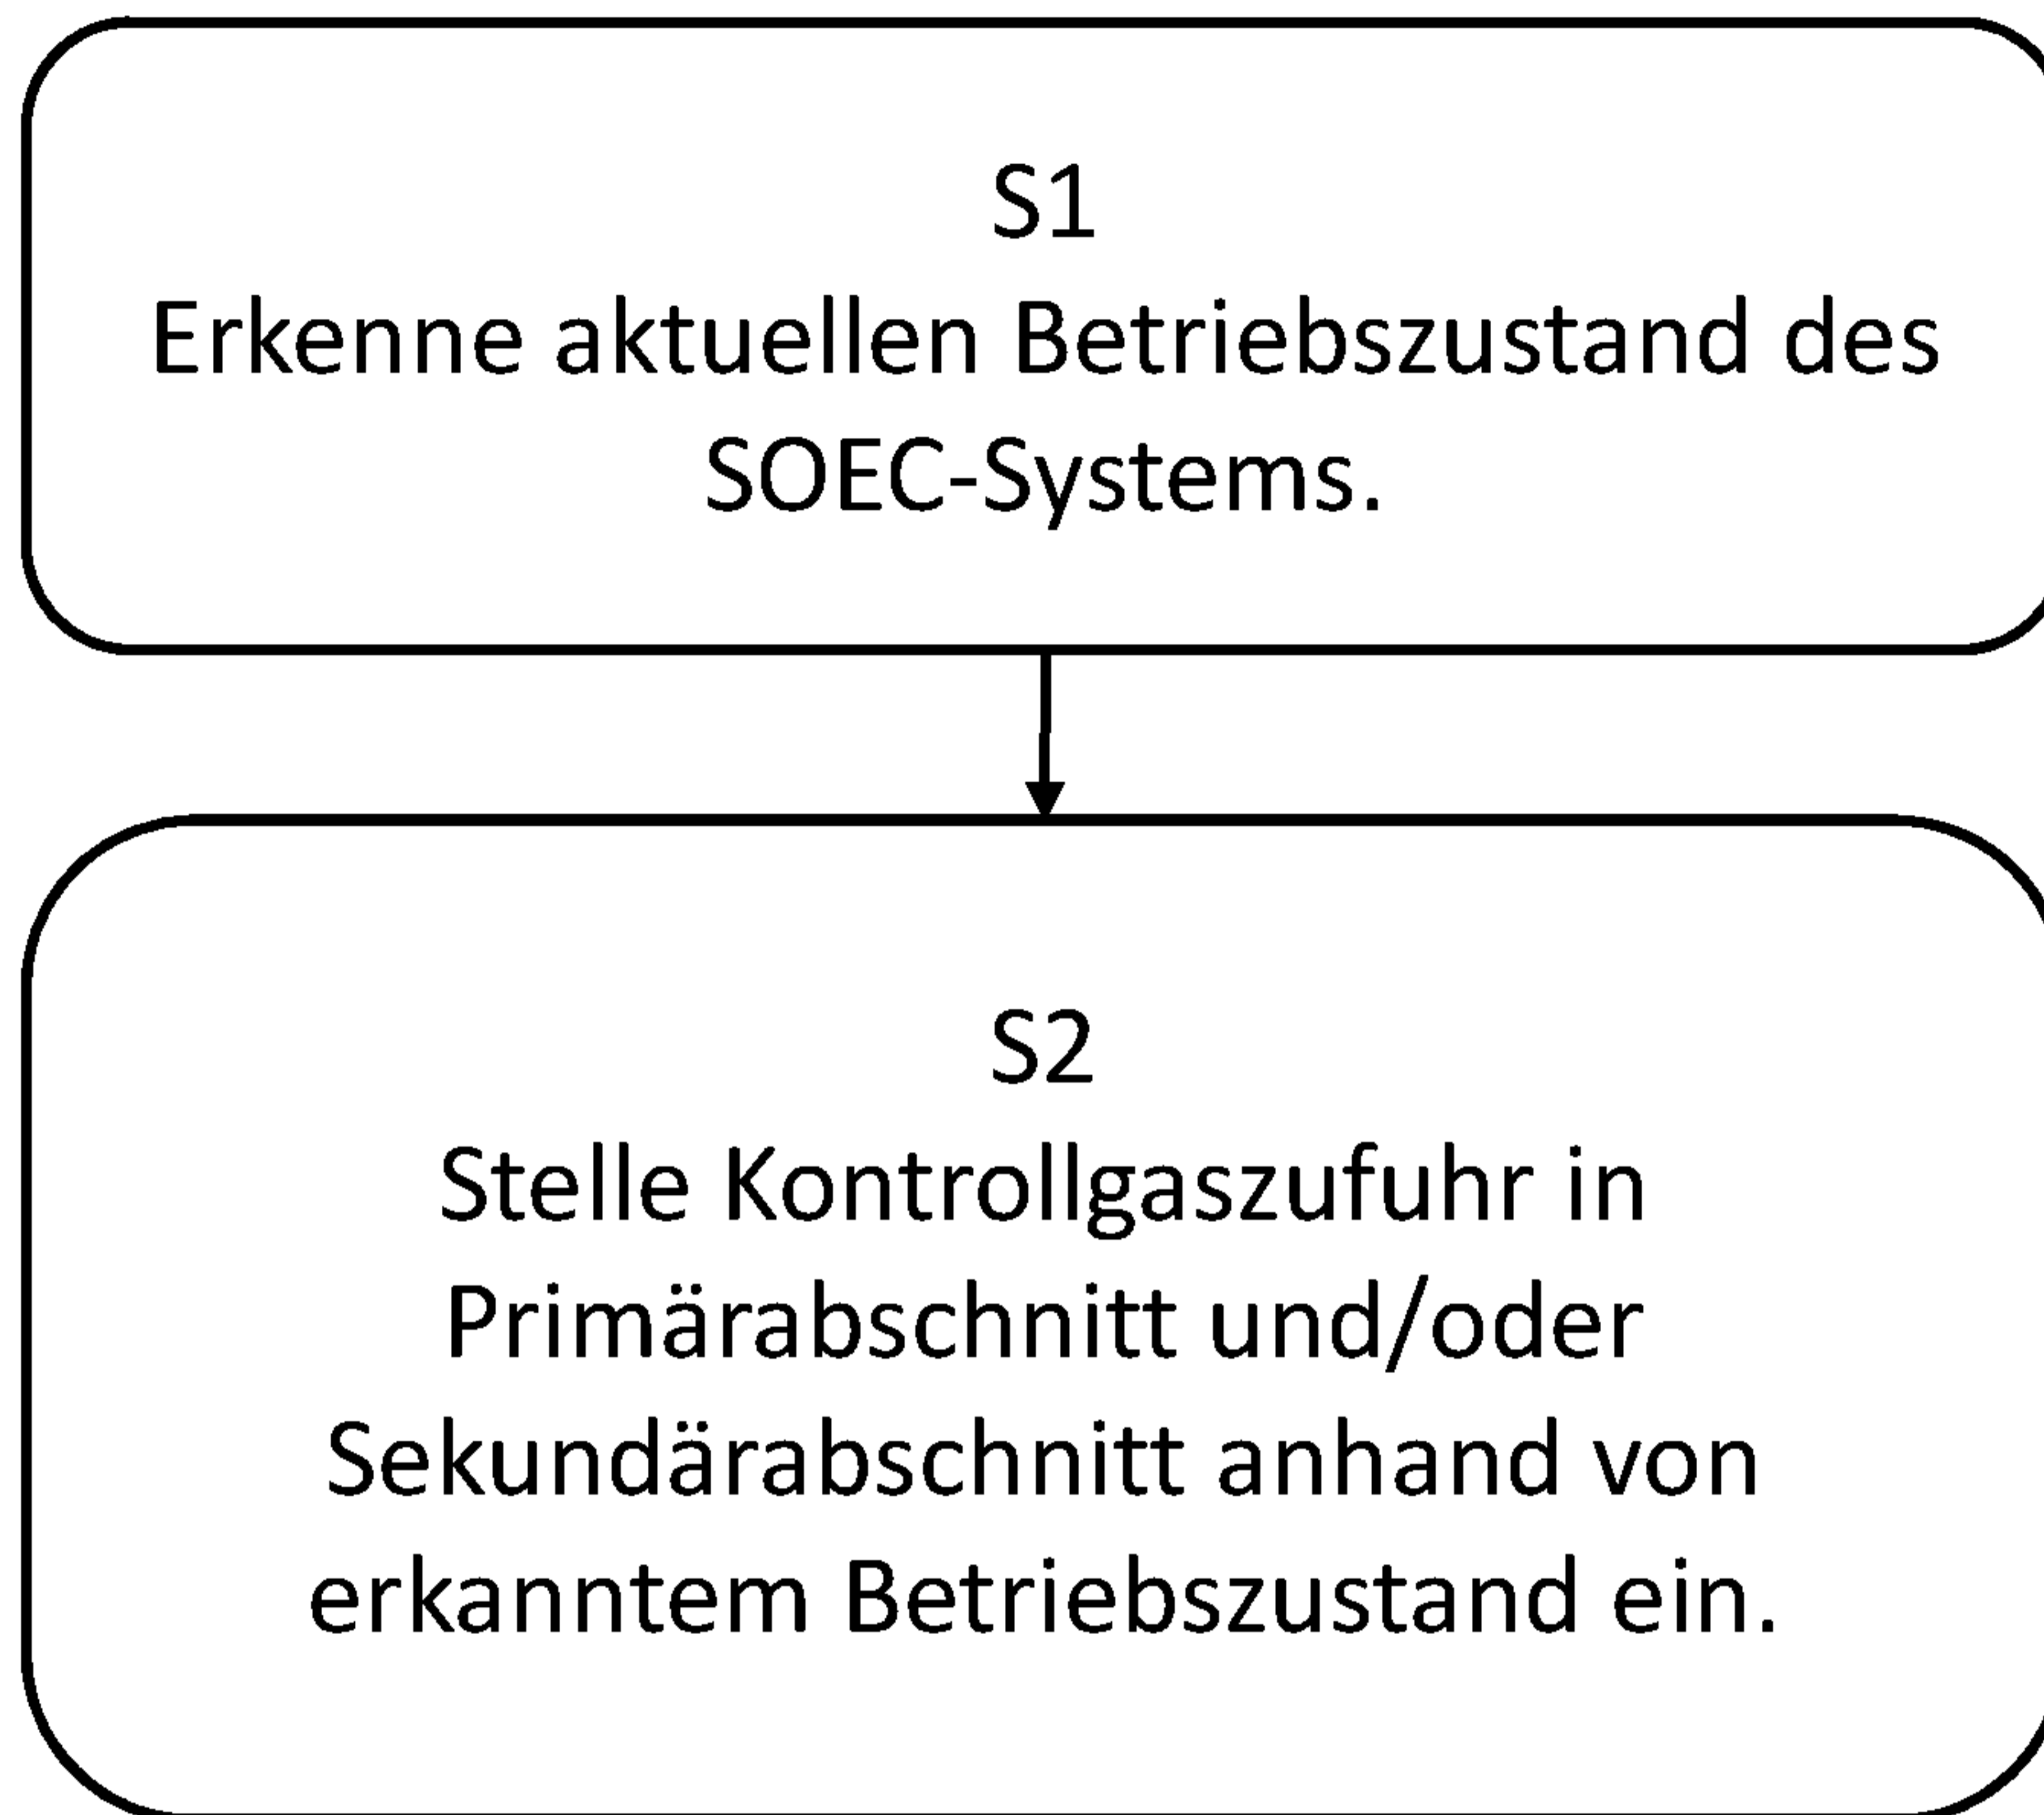 S1
Erkenne aktuellen Betriebszustand des
SOEC-Systems.
S2
Stelle Kontrollgaszufuhr in
Primärabschnitt und/oder
Sekundärabschnitt anhand von
erkanntem Betriebszustand ein.